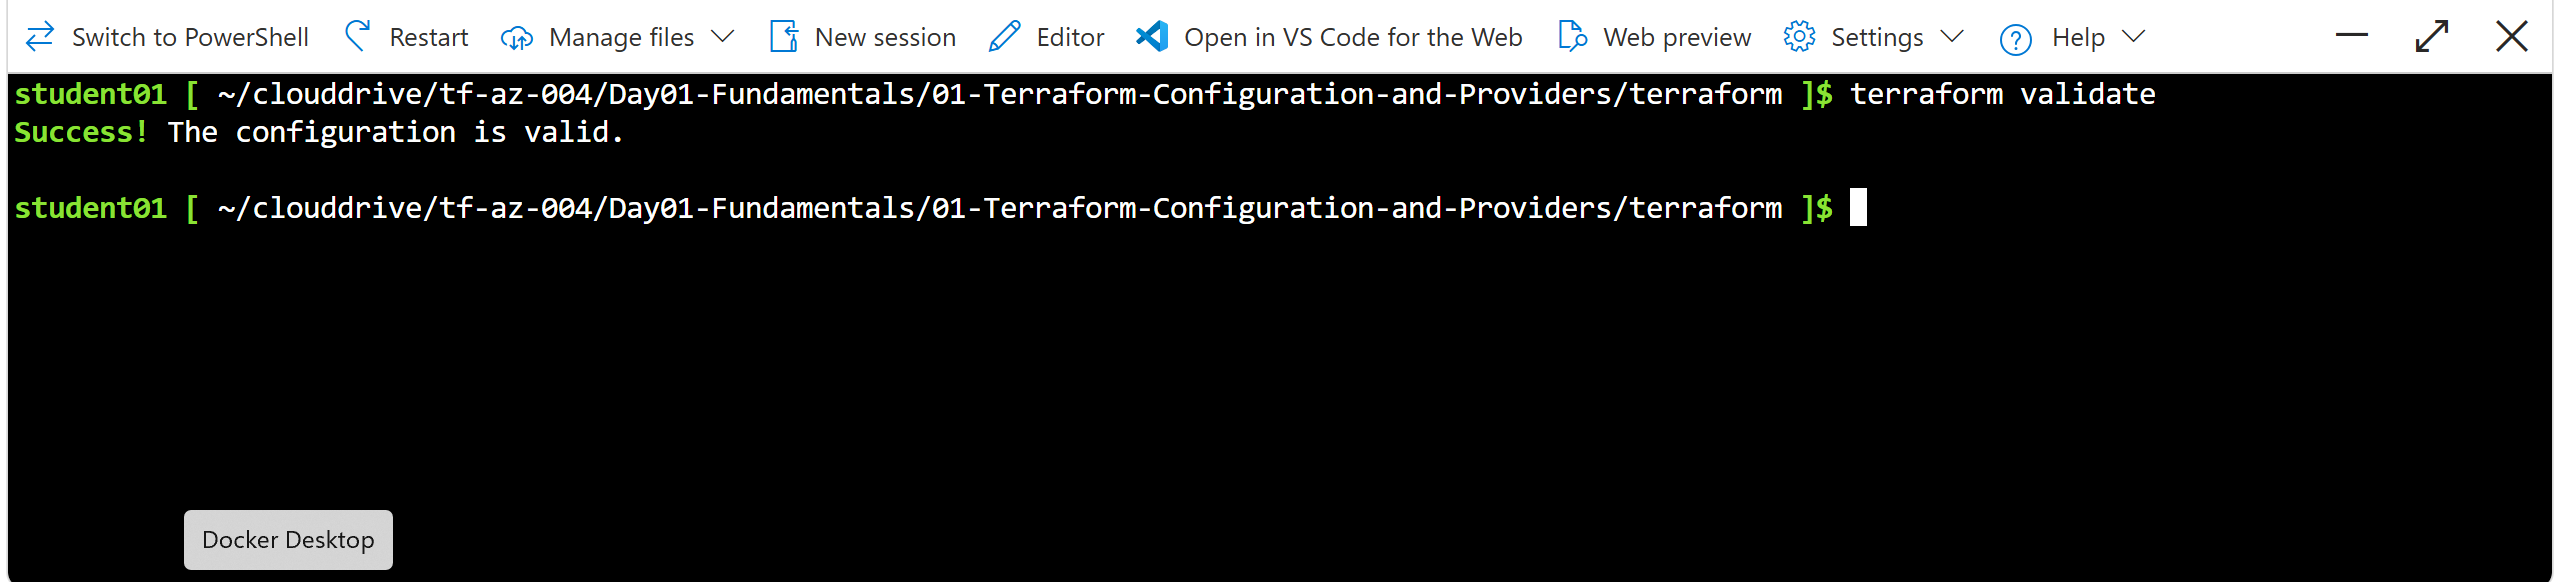 Switch to PowerShell Restart Manage files New session Editor Open in VS Code for the Web Web preview Settings ? Help
student01 [ ~/clouddrive/tf-az-004/Day01-Fundamentals/01-Terraform-Configuration-and-Providers/terraform ]$ terraform validate
Success! The configuration is valid.
student01 [ ~/clouddrive/tf-az-004/Day01-Fundamentals/01-Terraform-Configuration-and-Providers/terraform ]$
Docker Desktop